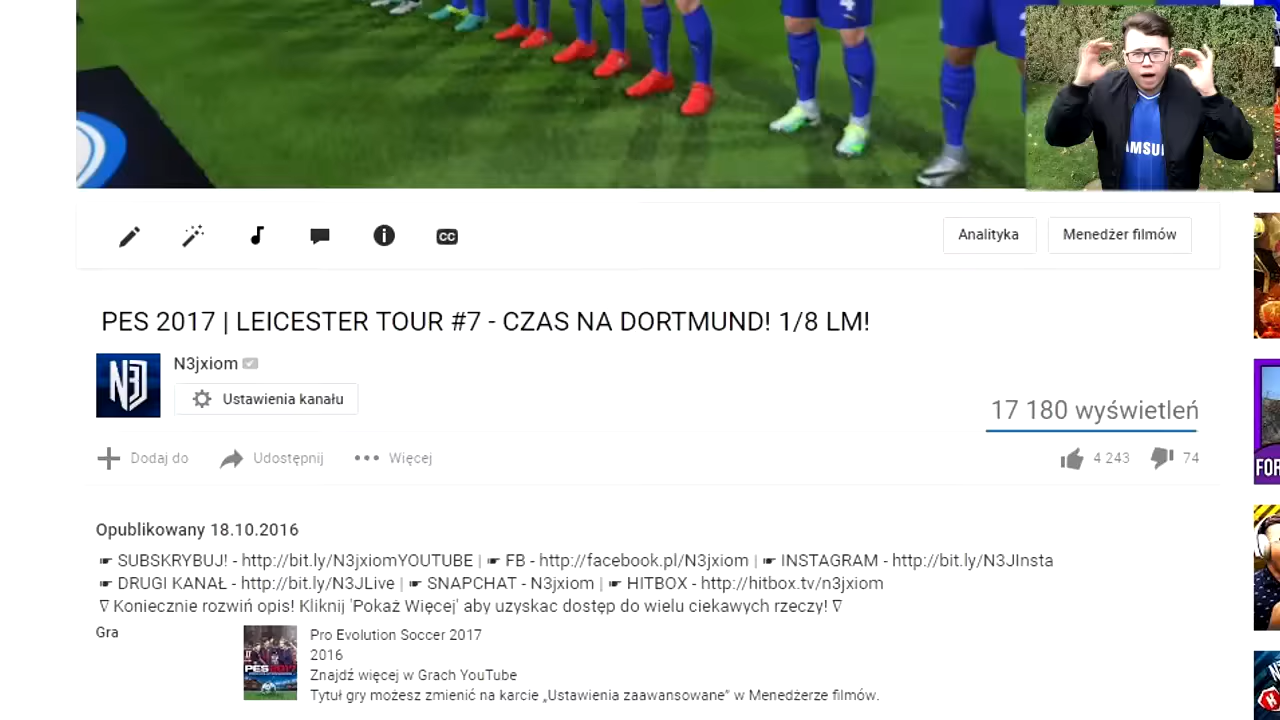 AMSU
Analityka
Menedżer filmów
PES 2017 | LEICESTER TOUR #7 - CZAS NA DORTMUND! 1/8 LM!
N3jxiom
Ustawienia kanału
17 180 wyświetleń
Dodaj do
Udostępnij
Więcej
4 243
74
Opublikowany 18.10.2016
☛ SUBSKRYBUJ! - http://bit.ly/N3jxiomYOUTUBE | ☛ FB - http://facebook.pl/N3jxiom | ☛ INSTAGRAM - http://bit.ly/N3JInsta
☛ DRUGI KANAŁ - http://bit.ly/N3JLive | ☛ SNAPCHAT - N3jxiom | ☛ HITBOX - http://hitbox.tv/n3jxiom
∇ Koniecznie rozwiń opis! Kliknij 'Pokaż Więcej' aby uzyskac dostęp do wielu ciekawych rzeczy! ∇
Gra
PES 2017
Pro Evolution Soccer 2017
2016
Znajdź więcej w Grach YouTube
Tytuł gry możesz zmienić na karcie „Ustawienia zaawansowane” w Menedżerze filmów.
FOR